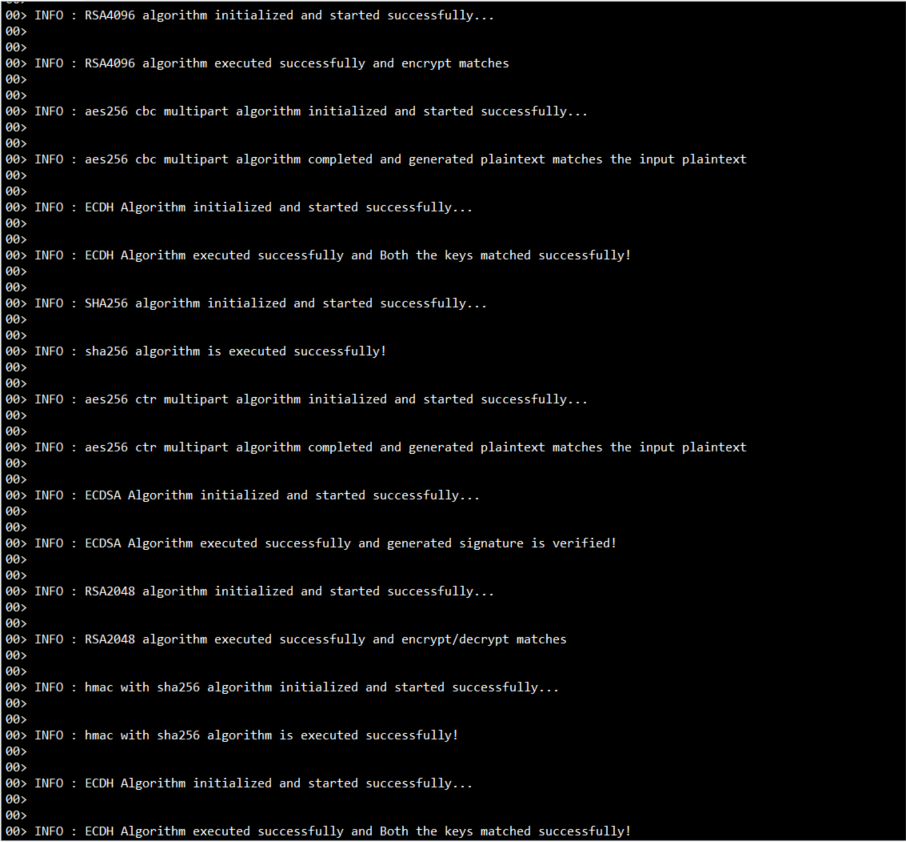 00> INFO : RSA4096 algorithm initialized and started successfully...
00>
00>
00> INFO : RSA4096 algorithm executed successfully and encrypt matches
00>
00>
00> INFO : aes256 cbc multipart algorithm initialized and started successfully...
00>
00>
00> INFO : aes256 cbc multipart algorithm completed and generated plaintext matches the input plaintext
00>
00>
00> INFO : ECDH Algorithm initialized and started successfully...
00>
00>
00> INFO : ECDH Algorithm executed successfully and Both the keys matched successfully!
00>
00>
00> INFO : SHA256 algorithm initialized and started successfully...
00>
00>
00> INFO : sha256 algorithm is executed successfully!
00>
00>
00> INFO : aes256 ctr multipart algorithm initialized and started successfully...
00>
00>
00> INFO : aes256 ctr multipart algorithm completed and generated plaintext matches the input plaintext
00>
00>
00> INFO : ECDSA Algorithm initialized and started successfully...
00>
00>
00> INFO : ECDSA Algorithm executed successfully and generated signature is verified!
00>
00>
00> INFO : RSA2048 algorithm initialized and started successfully...
00>
00>
00> INFO : RSA2048 algorithm executed successfully and encrypt/decrypt matches
00>
00>
00> INFO : hmac with sha256 algorithm initialized and started successfully...
00>
00>
00> INFO : hmac with sha256 algorithm is executed successfully!
00>
00>
00> INFO : ECDH Algorithm initialized and started successfully...
00>
00>
00> INFO : ECDH Algorithm executed successfully and Both the keys matched successfully!